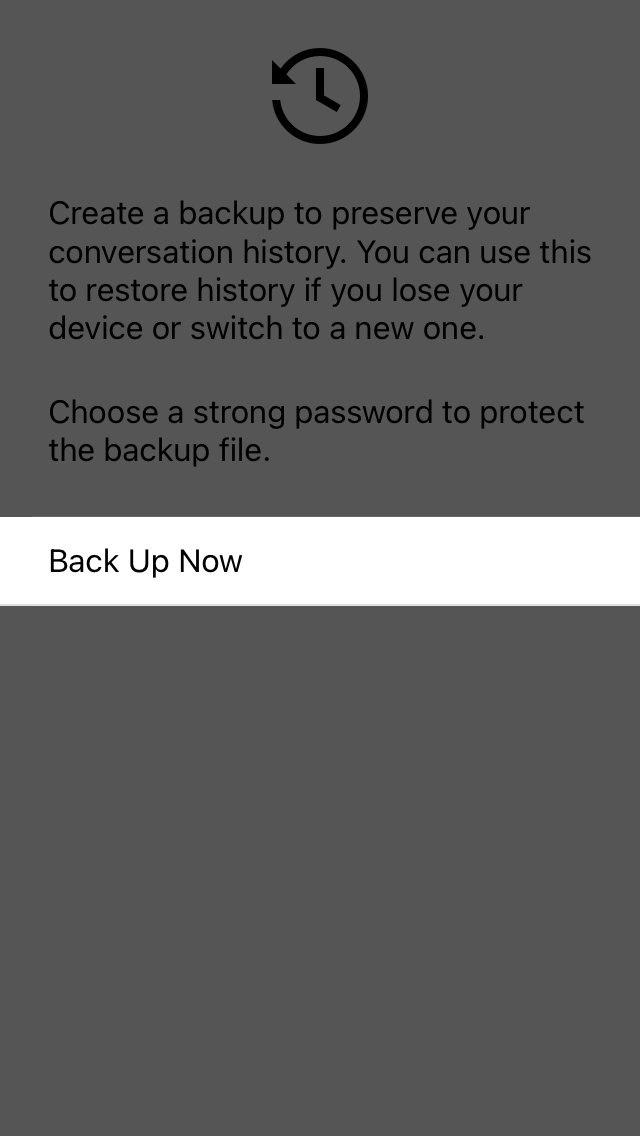 Create a backup to preserve your
conversation history. You can use this
to restore history if you lose your
device or switch to a new one.
Choose a strong password to protect
the backup file.
Back Up Now